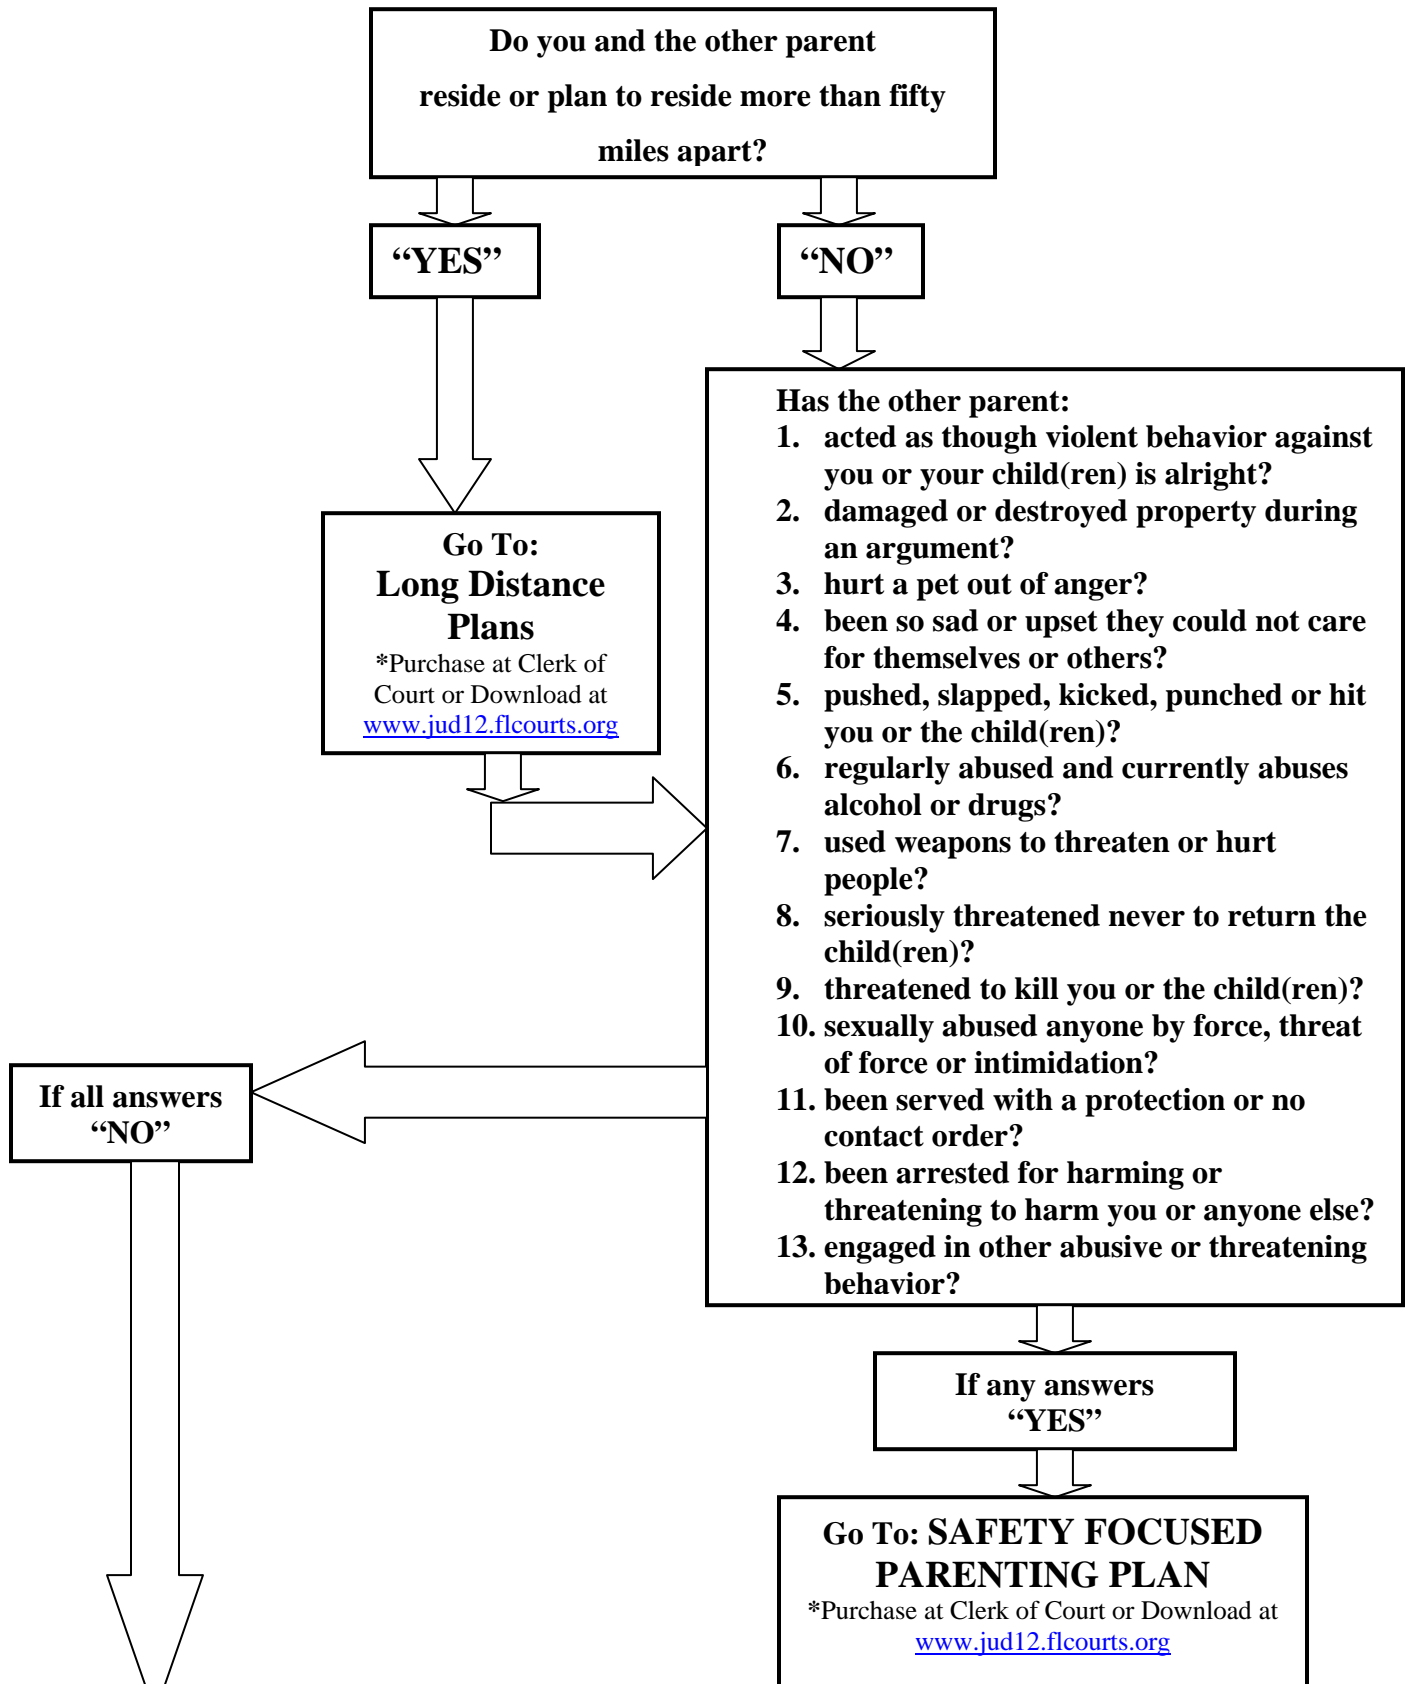 Do you and the other parent
reside or plan to reside more than fifty
miles apart?
“YES”
“NO”
Go To:
Long Distance
Plans
*Purchase at Clerk of
Court or Download at
www.jud12.flcourts.org
Has the other parent:
1. acted as though violent behavior against
you or your child(ren) is alright?
2. damaged or destroyed property during
an argument?
3. hurt a pet out of anger?
4. been so sad or upset they could not care
for themselves or others?
5. pushed, slapped, kicked, punched or hit
you or the child(ren)?
6. regularly abused and currently abuses
alcohol or drugs?
7. used weapons to threaten or hurt
people?
8. seriously threatened never to return the
child(ren)?
9. threatened to kill you or the child(ren)?
10. sexually abused anyone by force, threat
of force or intimidation?
11. been served with a protection or no
contact order?
12. been arrested for harming or
threatening to harm you or anyone else?
13. engaged in other abusive or threatening
behavior?
If all answers
“NO”
If any answers
“YES”
Go To: SAFETY FOCUSED
PARENTING PLAN
*Purchase at Clerk of Court or Download at
www.jud12.flcourts.org